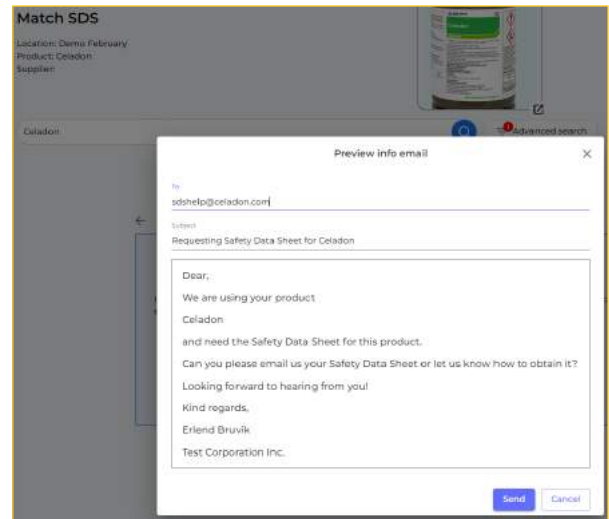 Match SDS
Location: Demo February
Product: Celadon
Supplier:
Celadon
Celadon
Advanced search
Preview info email
To
sdshelp@celadon.com
Subject
Requesting Safety Data Sheet for Celadon
Dear,
We are using your product
Celadon
and need the Safety Data Sheet for this product.
Can you please email us your Safety Data Sheet or let us know how to obtain it?
Looking forward to hearing from you!
Kind regards,
Erlend Bruvik
Test Corporation Inc.
Send
Cancel